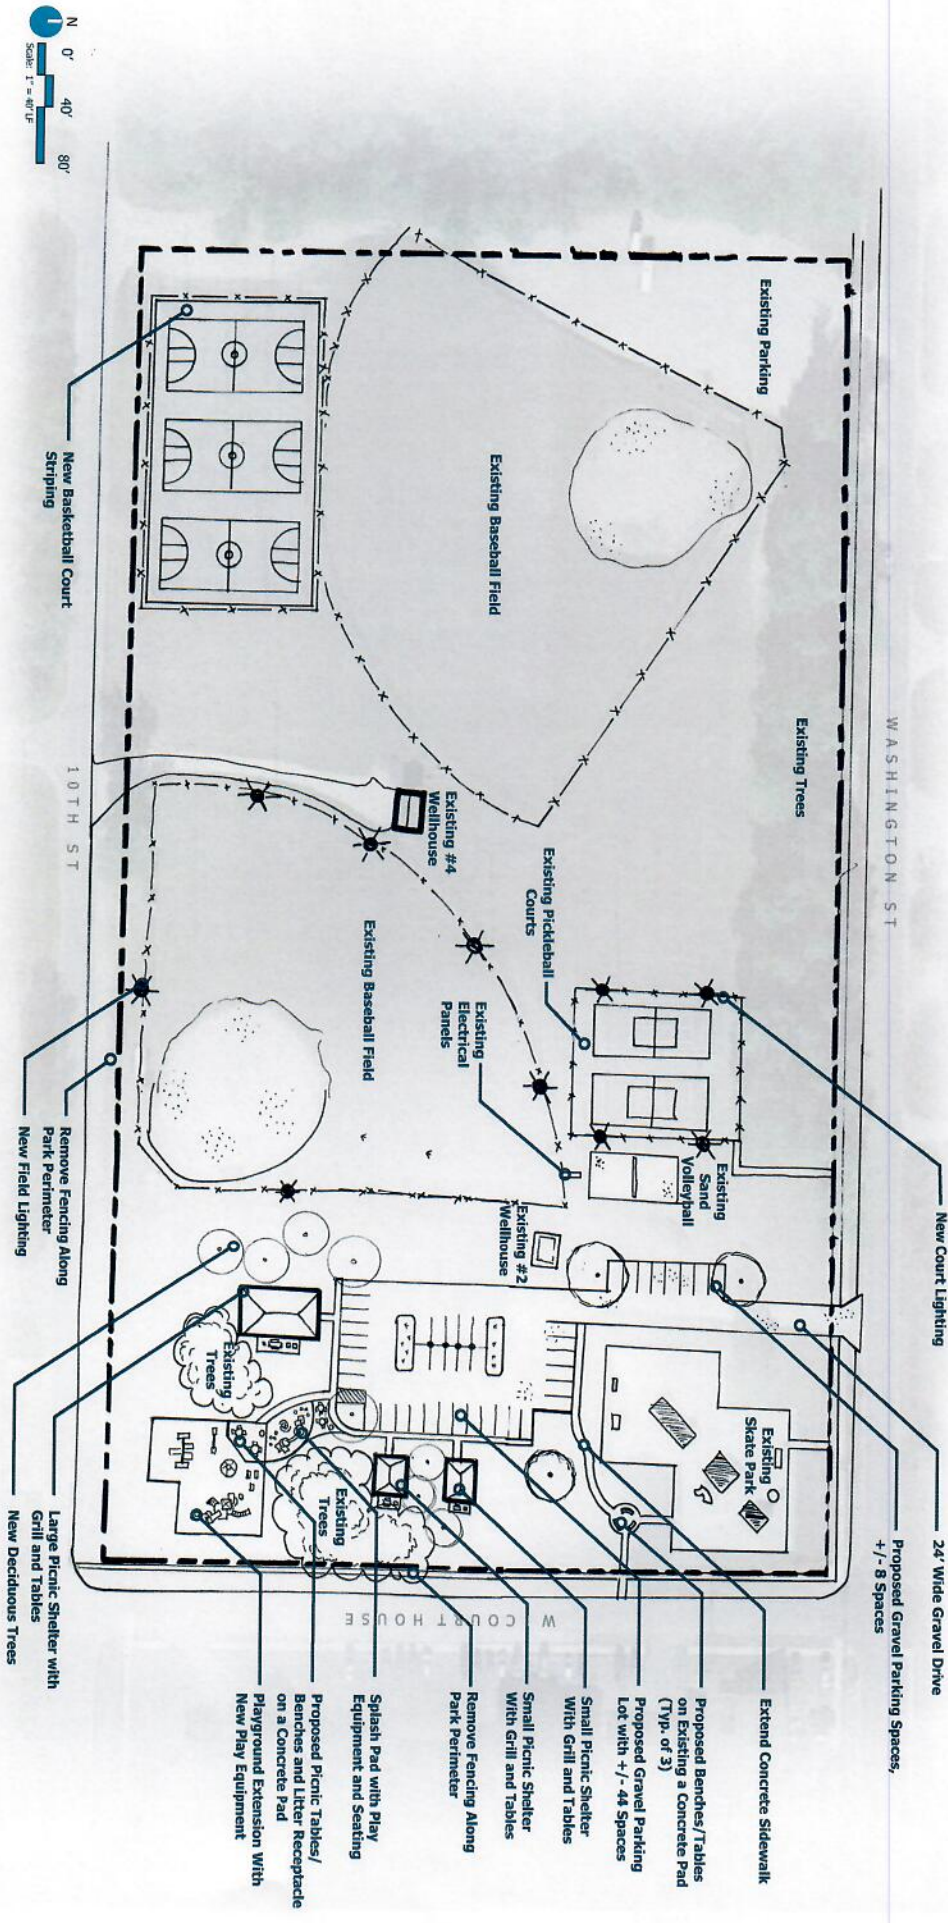 New Court Lighting
24' Wide Gravel Drive
Proposed Gravel Parking Spaces,
+/- 8 Spaces
WASHINGTON ST
Existing Parking
Existing Trees
Extend Concrete Sidewalk
Existing
Skate Park
Existing
Sand
Volleyball
Proposed Benches/Tables
on Existing a Concrete Pad
(Typ. of 3)
Proposed Gravel Parking
Lot with +/- 44 Spaces
Small Picnic Shelter
With Grill and Tables
Existing Pickleball
Courts
Existing #2
Wellhouse
Small Picnic Shelter
With Grill and Tables
Existing Baseball Field
Existing
Electrical
Panels
Remove Fencing Along
Park Perimeter
Existing #4
Wellhouse
W COURT HOUSE
Splash Pad with Play
Equipment and Seating
Existing Baseball Field
Existing
Trees
Proposed Picnic Tables/
Benches and Litter Receptacle
on a Concrete Pad
Existing
Trees
Playground Extension With
New Play Equipment
10TH ST
New Basketball Court
Striping
Remove Fencing Along
Park Perimeter
New Field Lighting
Large Picnic Shelter with
Grill and Tables
New Deciduous Trees
N
0' 40' 80'
Scale: 1" = 40' LF